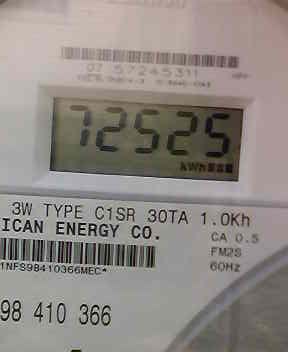 07 57245311
72525
kWh
3W TYPE C1SR 30TA 1.0Kh
ICAN ENERGY CO.
CA 0.5
FM2S
60Hz
1NFS98410366MEC*
98 410 366